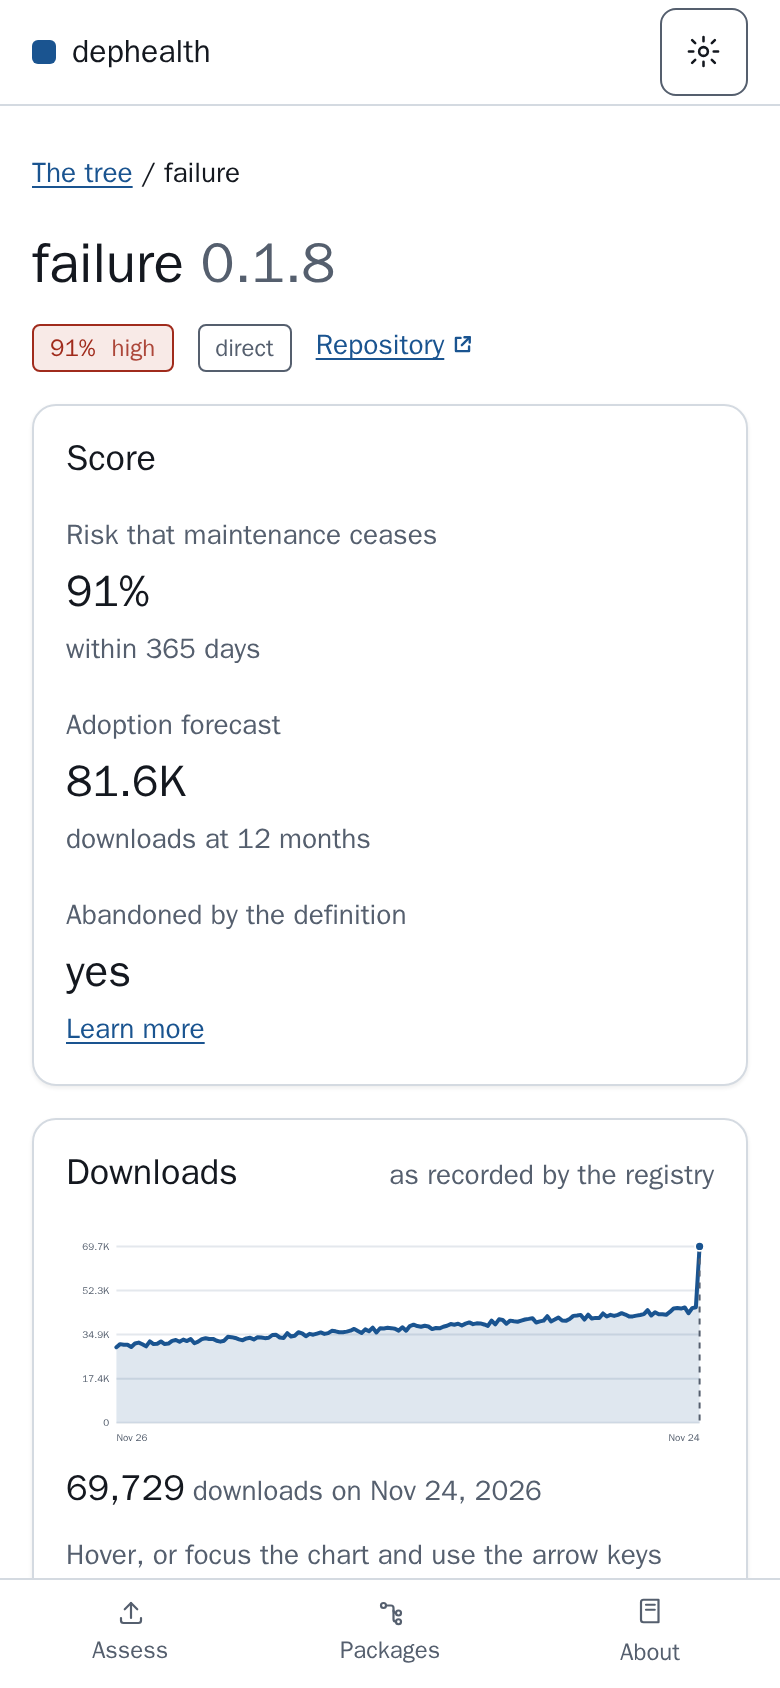 dephealth
The tree / failure
failure 0.1.8
91% high
direct
Repository
Score
Risk that maintenance ceases
91%
within 365 days
Adoption forecast
81.6K
downloads at 12 months
Abandoned by the definition
yes
Learn more
Downloads
as recorded by the registry
69.7K
52.3K
34.9K
17.4K
0
Nov 26
Nov 24
69,729 downloads on Nov 24, 2026
Hover, or focus the chart and use the arrow keys
Assess
Packages
About